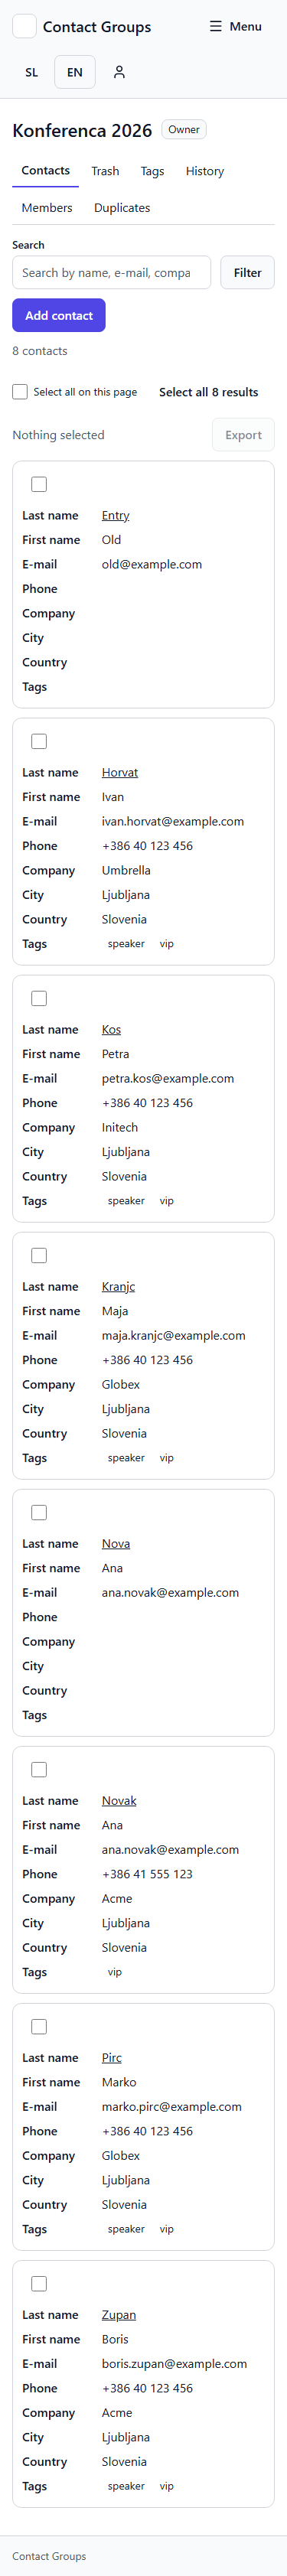 Contact Groups
Menu
SL EN
Konferenca 2026 Owner
Contacts Trash Tags History
Members Duplicates
Search
Search by name, e-mail, compa Filter
Add contact
8 contacts
Select all on this page Select all 8 results
Nothing selected Export
Last name Entry
First name Old
E-mail old@example.com
Phone
Company
City
Country
Tags
Last name Horvat
First name Ivan
E-mail ivan.horvat@example.com
Phone +386 40 123 456
Company Umbrella
City Ljubljana
Country Slovenia
Tags speaker vip
Last name Kos
First name Petra
E-mail petra.kos@example.com
Phone +386 40 123 456
Company Initech
City Ljubljana
Country Slovenia
Tags speaker vip
Last name Kranjc
First name Maja
E-mail maja.kranjc@example.com
Phone +386 40 123 456
Company Globex
City Ljubljana
Country Slovenia
Tags speaker vip
Last name Nova
First name Ana
E-mail ana.novak@example.com
Phone
Company
City
Country
Tags
Last name Novak
First name Ana
E-mail ana.novak@example.com
Phone +386 41 555 123
Company Acme
City Ljubljana
Country Slovenia
Tags vip
Last name Pirc
First name Marko
E-mail marko.pirc@example.com
Phone +386 40 123 456
Company Globex
City Ljubljana
Country Slovenia
Tags speaker vip
Last name Zupan
First name Boris
E-mail boris.zupan@example.com
Phone +386 40 123 456
Company Acme
City Ljubljana
Country Slovenia
Tags speaker vip
Contact Groups